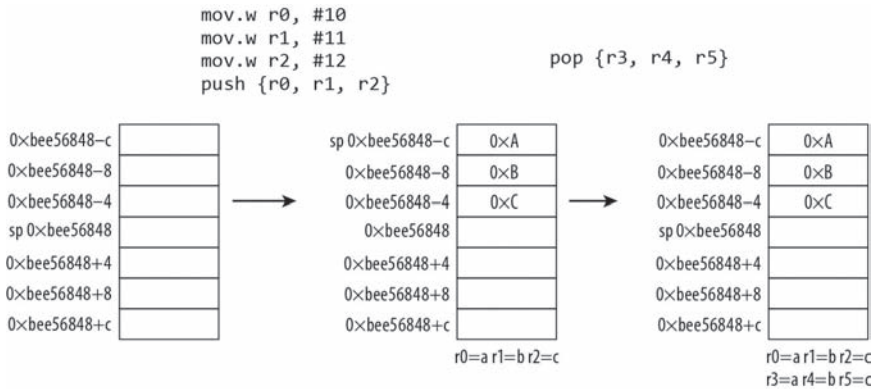 mov.w r0, #10
mov.w r1, #11
mov.w r2, #12
push {r0, r1, r2}
pop {r3, r4, r5}
0×bee56848−c
0×bee56848−8
0×bee56848−4
sp 0×bee56848
0×bee56848+4
0×bee56848+8
0×bee56848+c
sp 0×bee56848−c 0×A
0×bee56848−8 0×B
0×bee56848−4 0×C
0×bee56848
0×bee56848+4
0×bee56848+8
0×bee56848+c
r0=a r1=b r2=c
0×bee56848−c 0×A
0×bee56848−8 0×B
0×bee56848−4 0×C
sp 0×bee56848
0×bee56848+4
0×bee56848+8
0×bee56848+c
r0=a r1=b r2=c
r3=a r4=b r5=c